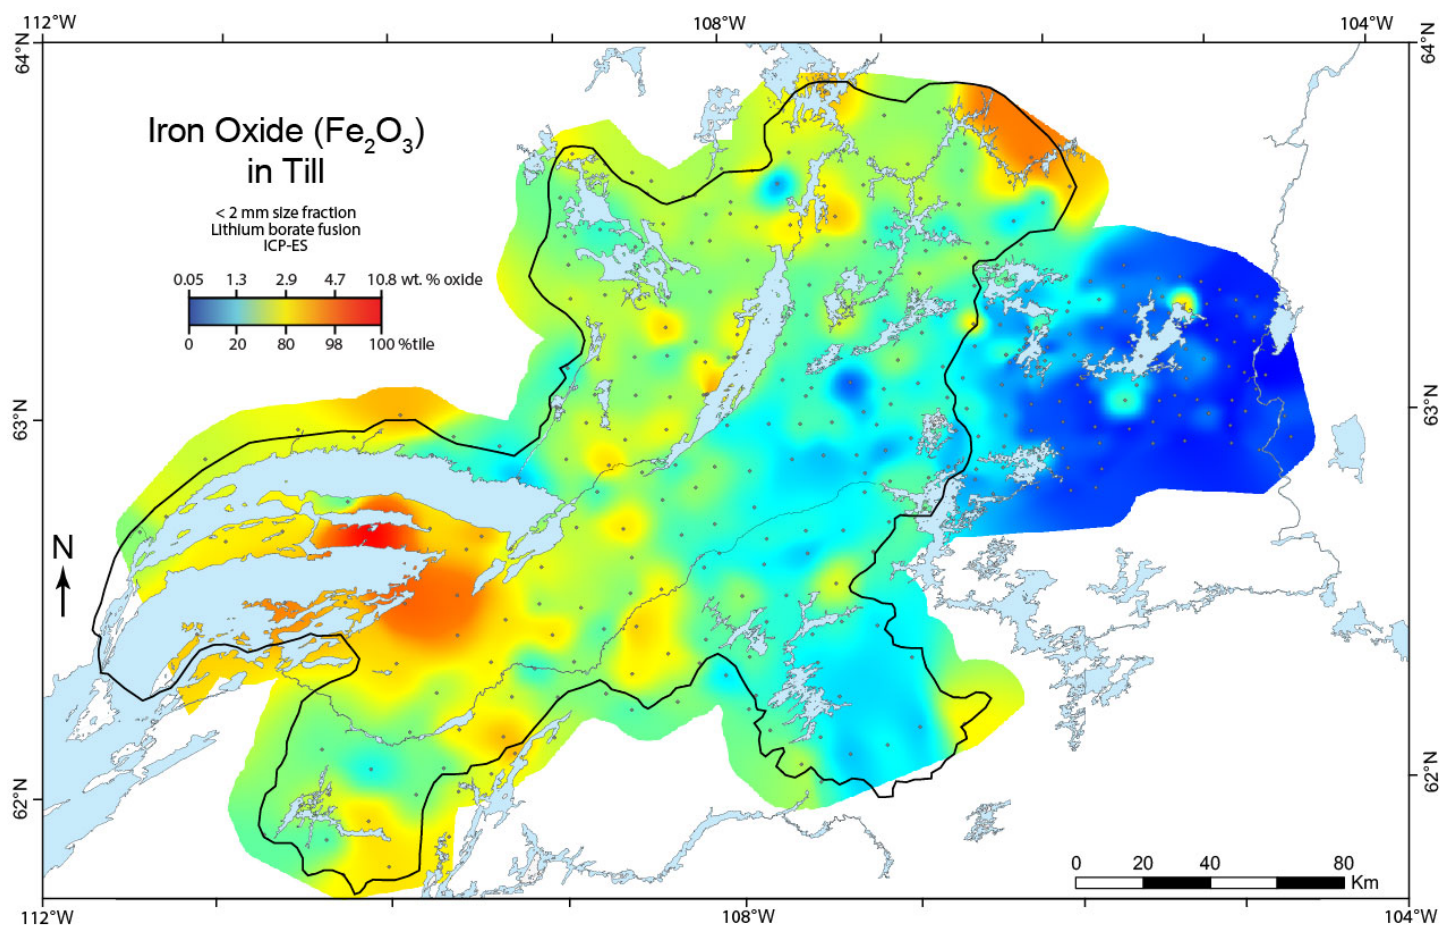 112°W 108°W 104°W
64°N 64°N
Iron Oxide (Fe₂O₃)
in Till
< 2 mm size fraction
Lithium borate fusion
ICP-ES
0.05 1.3 2.9 4.7 10.8 wt. % oxide
0 20 80 98 100 %tile
63°N 63°N
N
62°N 62°N
0 20 40 80
Km
112°W 108°W 104°W